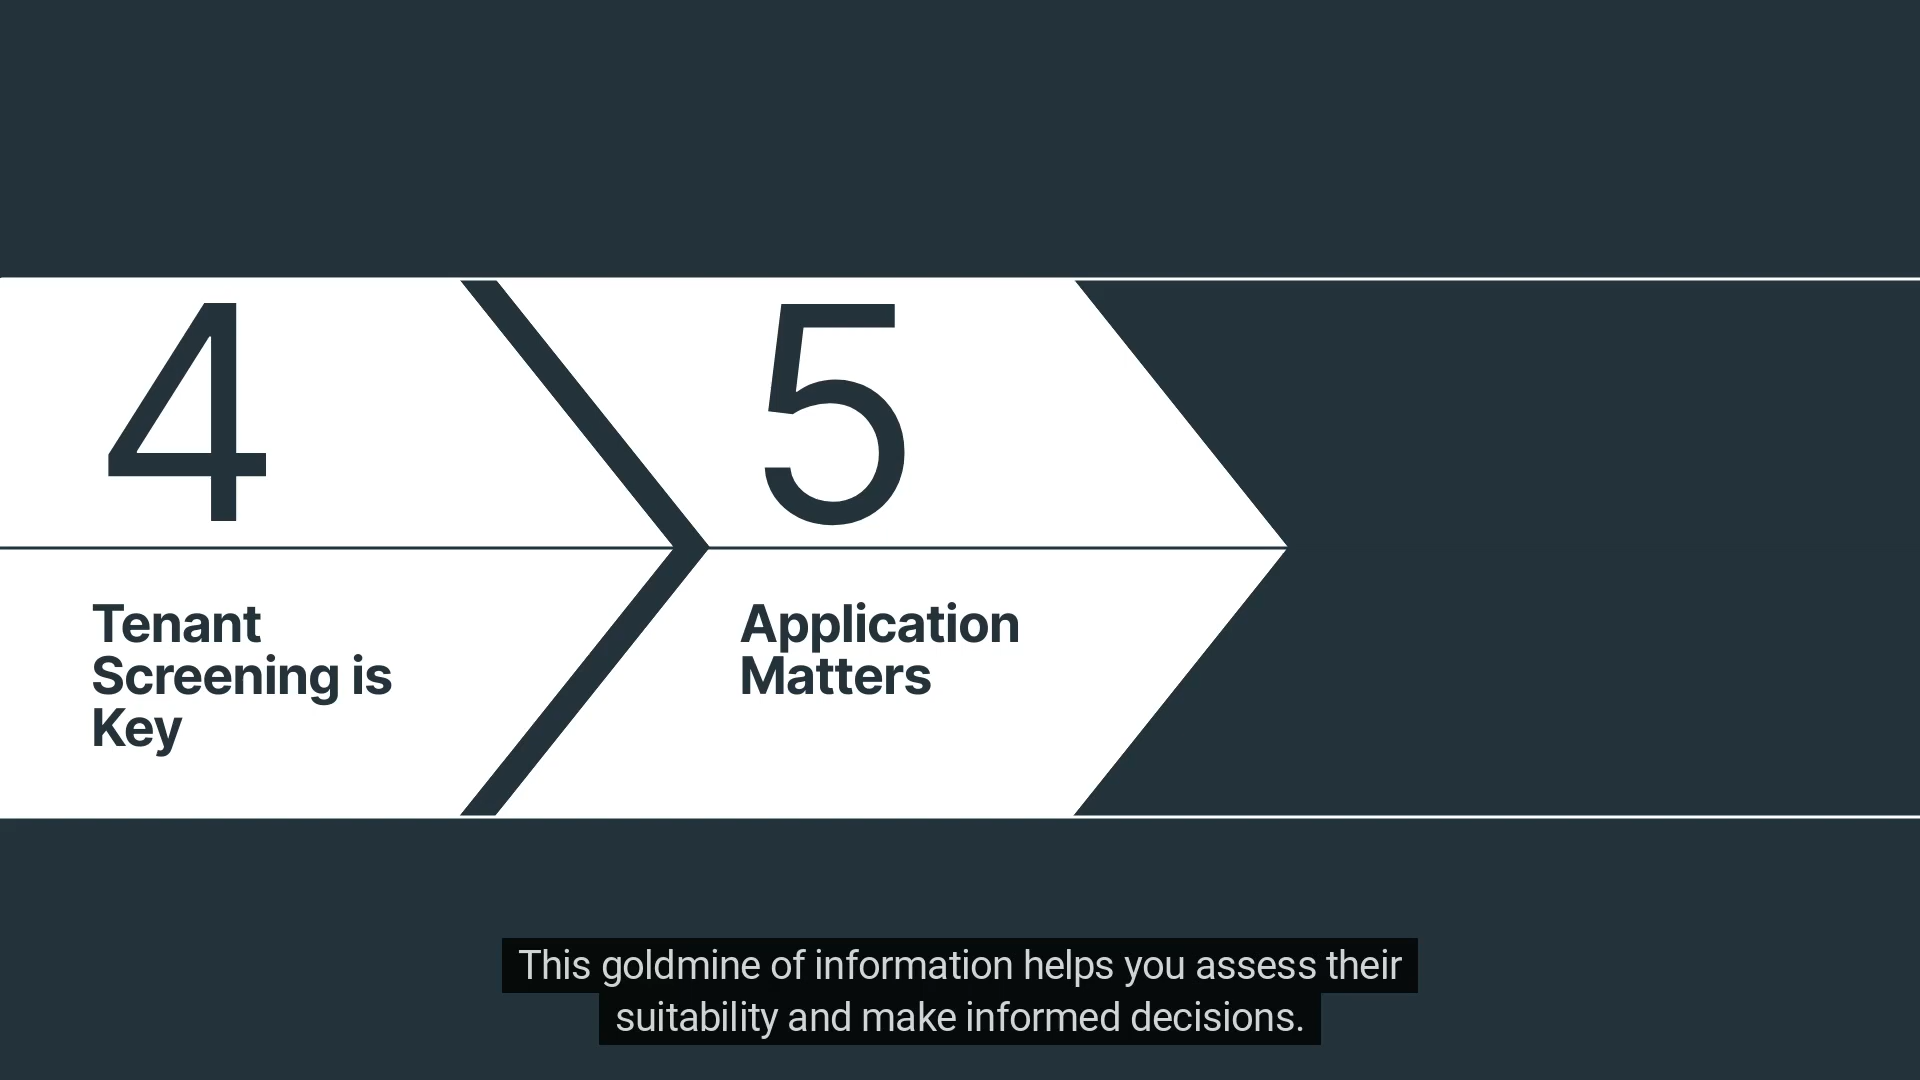 4
Tenant
Screening is
Key
5
Application
Matters
This goldmine of information helps you assess their
suitability and make informed decisions.